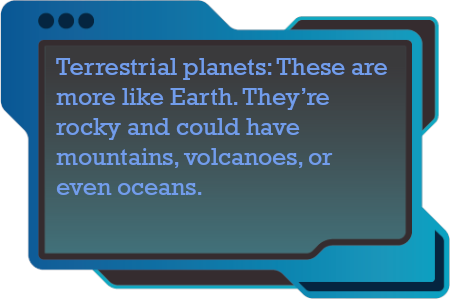 Terrestrial planets: These are
more like Earth. They’re
rocky and could have
mountains, volcanoes, or
even oceans.